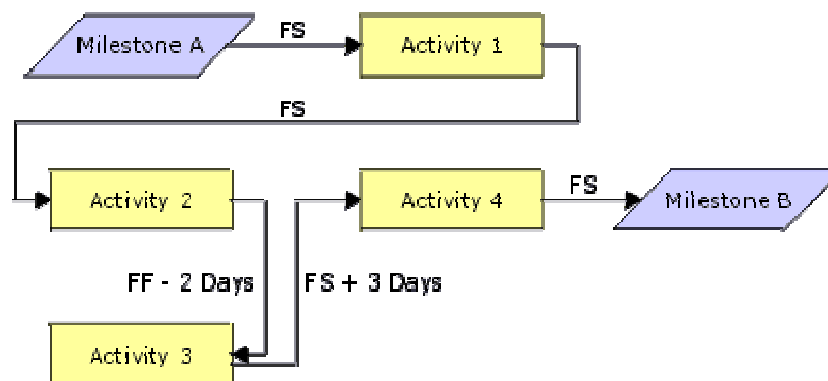 Milestone A
FS
Activity 1
FS
Activity 2
Activity 4
FS
Milestone B
FF - 2 Days
FS + 3 Days
Activity 3